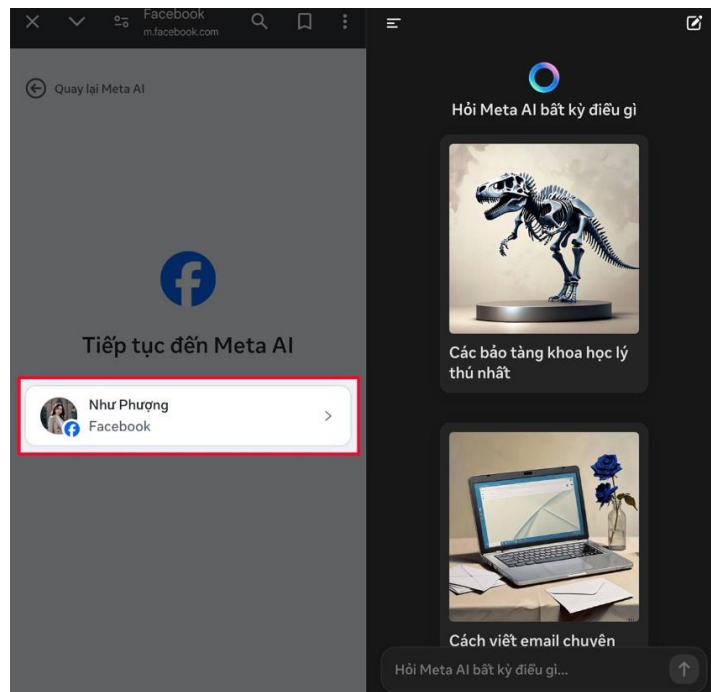 Facebook
m.facebook.com
Quay lại Meta AI
Tiếp tục đến Meta AI
Như Phượng
Facebook
Hỏi Meta AI bất kỳ điều gì
Các bảo tàng khoa học lý
thú nhất
Cách viết email chuyên
Hỏi Meta AI bất kỳ điều gì...